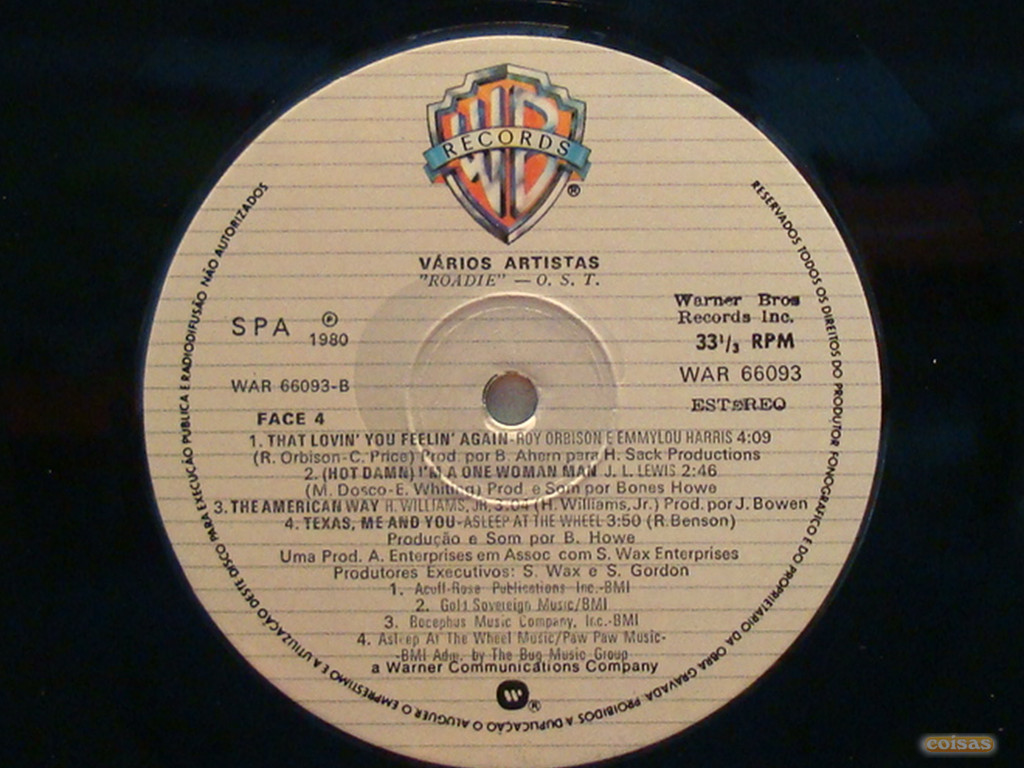 WB
RECORDS
®
VÁRIOS ARTISTAS
"ROADIE" — O. S. T.
SPA ℗ 1980
Warner Bros
Records Inc.
33 1/3 RPM
WAR 66093-B
WAR 66093
FACE 4
ESTEREO
1. THAT LOVIN' YOU FEELIN' AGAIN-ROY ORBISON E EMMYLOU HARRIS 4:09
(R. Orbison-C. Price) Prod. por B. Ahern para H. Sack Productions
2. (HOT DAMN) I'M A ONE WOMAN MAN J. L. LEWIS 2:46
(M. Dosco-E. Whiting) Prod. e Som por Bones Howe
3. THE AMERICAN WAY H. WILLIAMS, JR. 3:04 (H. Williams, Jr.) Prod. por J. Bowen
4. TEXAS, ME AND YOU-ASLEEP AT THE WHEEL 3:50 (R. Benson)
Produção e Som por B. Howe
Uma Prod. A. Enterprises em Assoc com S. Wax Enterprises
Produtores Executivos: S. Wax e S. Gordon
1. Acuff-Rose Publications Inc.-BMI
2. Gold Sovereign Music/BMI
3. Bocephus Music Company, Inc.-BMI
4. Asleep At The Wheel Music/Paw Paw Music-
-BMI Adm. by The Bug Music Group
a Warner Communications Company
®
RESERVADOS TODOS OS DIREITOS DO PRODUTOR FONOGRÁFICO E DO PROPRIETÁRIO DA OBRA GRAVADA. PROIBIDOS A DUPLICAÇÃO O ALUGUER O EMPRÉSTIMO E A UTILIZAÇÃO DESTE DISCO PARA EXECUÇÃO PÚBLICA E RADIODIFUSÃO NÃO AUTORIZADOS
coisas